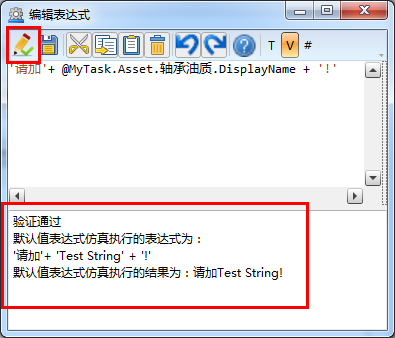 编辑表达式
T V #
'请加'+ @MyTask.Asset.轴承油质.DisplayName + '!'
验证通过
默认值表达式仿真执行的表达式为：
'请加'+ 'Test String' + '!'
默认值表达式仿真执行的结果为：请加Test String!